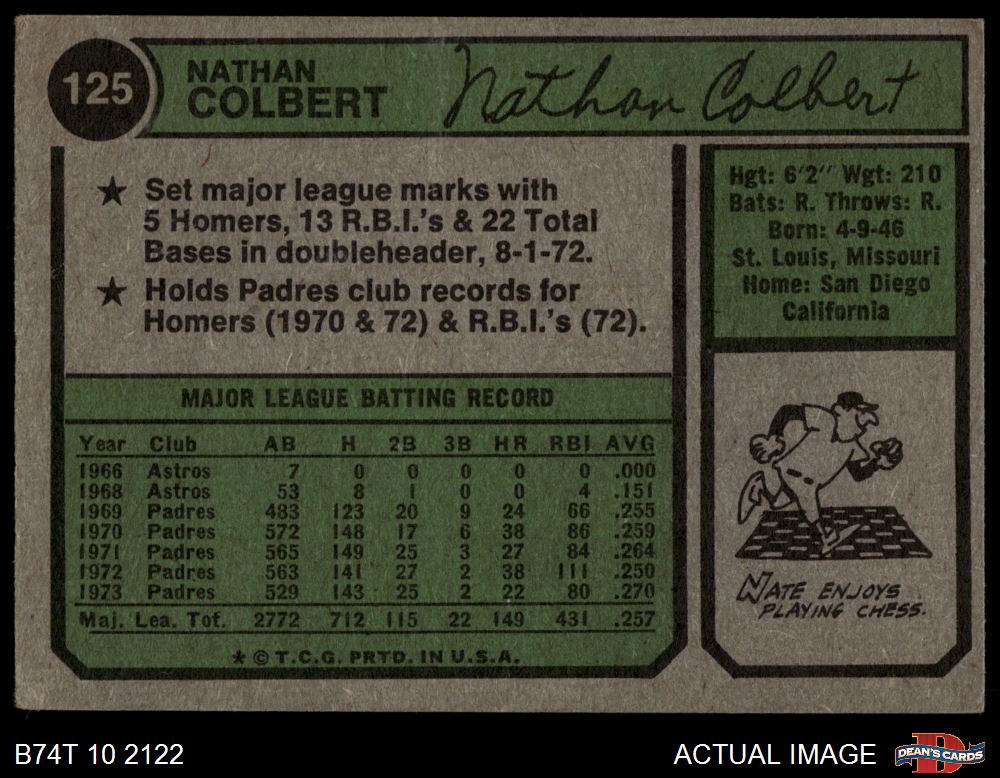 125
NATHAN
COLBERT
Nathan Colbert
★ Set major league marks with
5 Homers, 13 R.B.I.'s & 22 Total
Bases in doubleheader, 8-1-72.
★ Holds Padres club records for
Homers (1970 & 72) & R.B.I.'s (72).
Hgt: 6'2" Wgt: 210
Bats: R. Throws: R.
Born: 4-9-46
St. Louis, Missouri
Home: San Diego
California
MAJOR LEAGUE BATTING RECORD
Year Club AB H 2B 3B HR RBI AVG
1966 Astros 7 0 0 0 0 0 .000
1968 Astros 53 8 1 0 0 4 .151
1969 Padres 483 123 20 9 24 66 .255
1970 Padres 572 148 17 6 38 86 .259
1971 Padres 565 149 25 3 27 84 .264
1972 Padres 563 141 27 2 38 111 .250
1973 Padres 529 143 25 2 22 80 .270
Maj. Lea. Tot. 2772 712 115 22 149 431 .257
* © T.C.G. PRTD. IN U.S.A.
NATE ENJOYS
PLAYING CHESS.
B74T 10 2122
ACTUAL IMAGE
DEAN'S CARDS